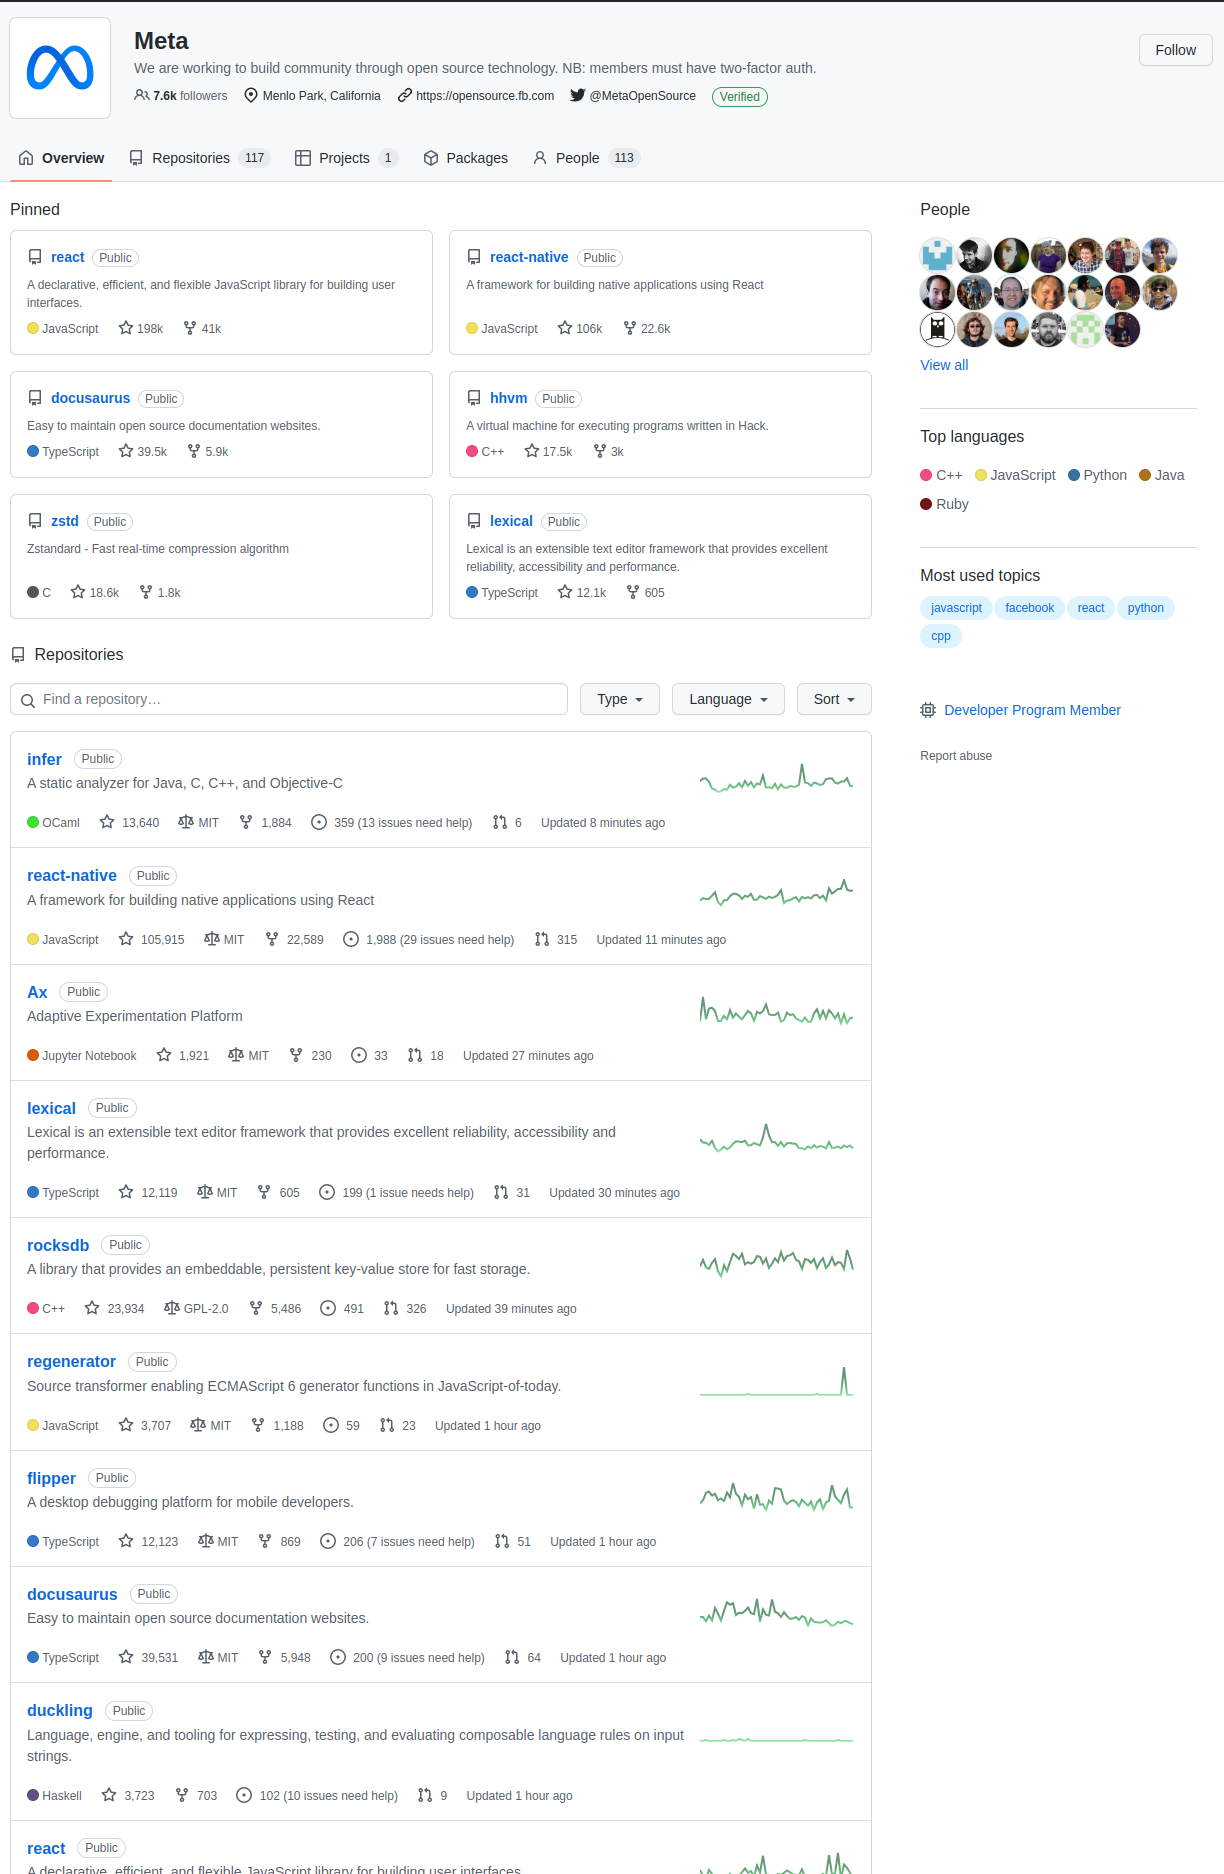 Meta
We are working to build community through open source technology. NB: members must have two-factor auth.
7.6k followers Menlo Park, California https://opensource.fb.com @MetaOpenSource Verified
Follow
Overview Repositories 117 Projects 1 Packages People 113
Pinned
react Public
A declarative, efficient, and flexible JavaScript library for building user
interfaces.
JavaScript 198k 41k
react-native Public
A framework for building native applications using React
JavaScript 106k 22.6k
docusaurus Public
Easy to maintain open source documentation websites.
TypeScript 39.5k 5.9k
hhvm Public
A virtual machine for executing programs written in Hack.
C++ 17.5k 3k
zstd Public
Zstandard - Fast real-time compression algorithm
C 18.6k 1.8k
lexical Public
Lexical is an extensible text editor framework that provides excellent
reliability, accessibility and performance.
TypeScript 12.1k 605
Repositories
Find a repository… Type Language Sort
infer Public
A static analyzer for Java, C, C++, and Objective-C
OCaml 13,640 MIT 1,884 359 (13 issues need help) 6 Updated 8 minutes ago
react-native Public
A framework for building native applications using React
JavaScript 105,915 MIT 22,589 1,988 (29 issues need help) 315 Updated 11 minutes ago
Ax Public
Adaptive Experimentation Platform
Jupyter Notebook 1,921 MIT 230 33 18 Updated 27 minutes ago
lexical Public
Lexical is an extensible text editor framework that provides excellent reliability, accessibility and
performance.
TypeScript 12,119 MIT 605 199 (1 issue needs help) 31 Updated 30 minutes ago
rocksdb Public
A library that provides an embeddable, persistent key-value store for fast storage.
C++ 23,934 GPL-2.0 5,486 491 326 Updated 39 minutes ago
regenerator Public
Source transformer enabling ECMAScript 6 generator functions in JavaScript-of-today.
JavaScript 3,707 MIT 1,188 59 23 Updated 1 hour ago
flipper Public
A desktop debugging platform for mobile developers.
TypeScript 12,123 MIT 869 206 (7 issues need help) 51 Updated 1 hour ago
docusaurus Public
Easy to maintain open source documentation websites.
TypeScript 39,531 MIT 5,948 200 (9 issues need help) 64 Updated 1 hour ago
duckling Public
Language, engine, and tooling for expressing, testing, and evaluating composable language rules on input
strings.
Haskell 3,723 703 102 (10 issues need help) 9 Updated 1 hour ago
react Public
A declarative, efficient, and flexible JavaScript library for building user interfaces.
People
View all
Top languages
C++ JavaScript Python Java
Ruby
Most used topics
javascript facebook react python
cpp
Developer Program Member
Report abuse